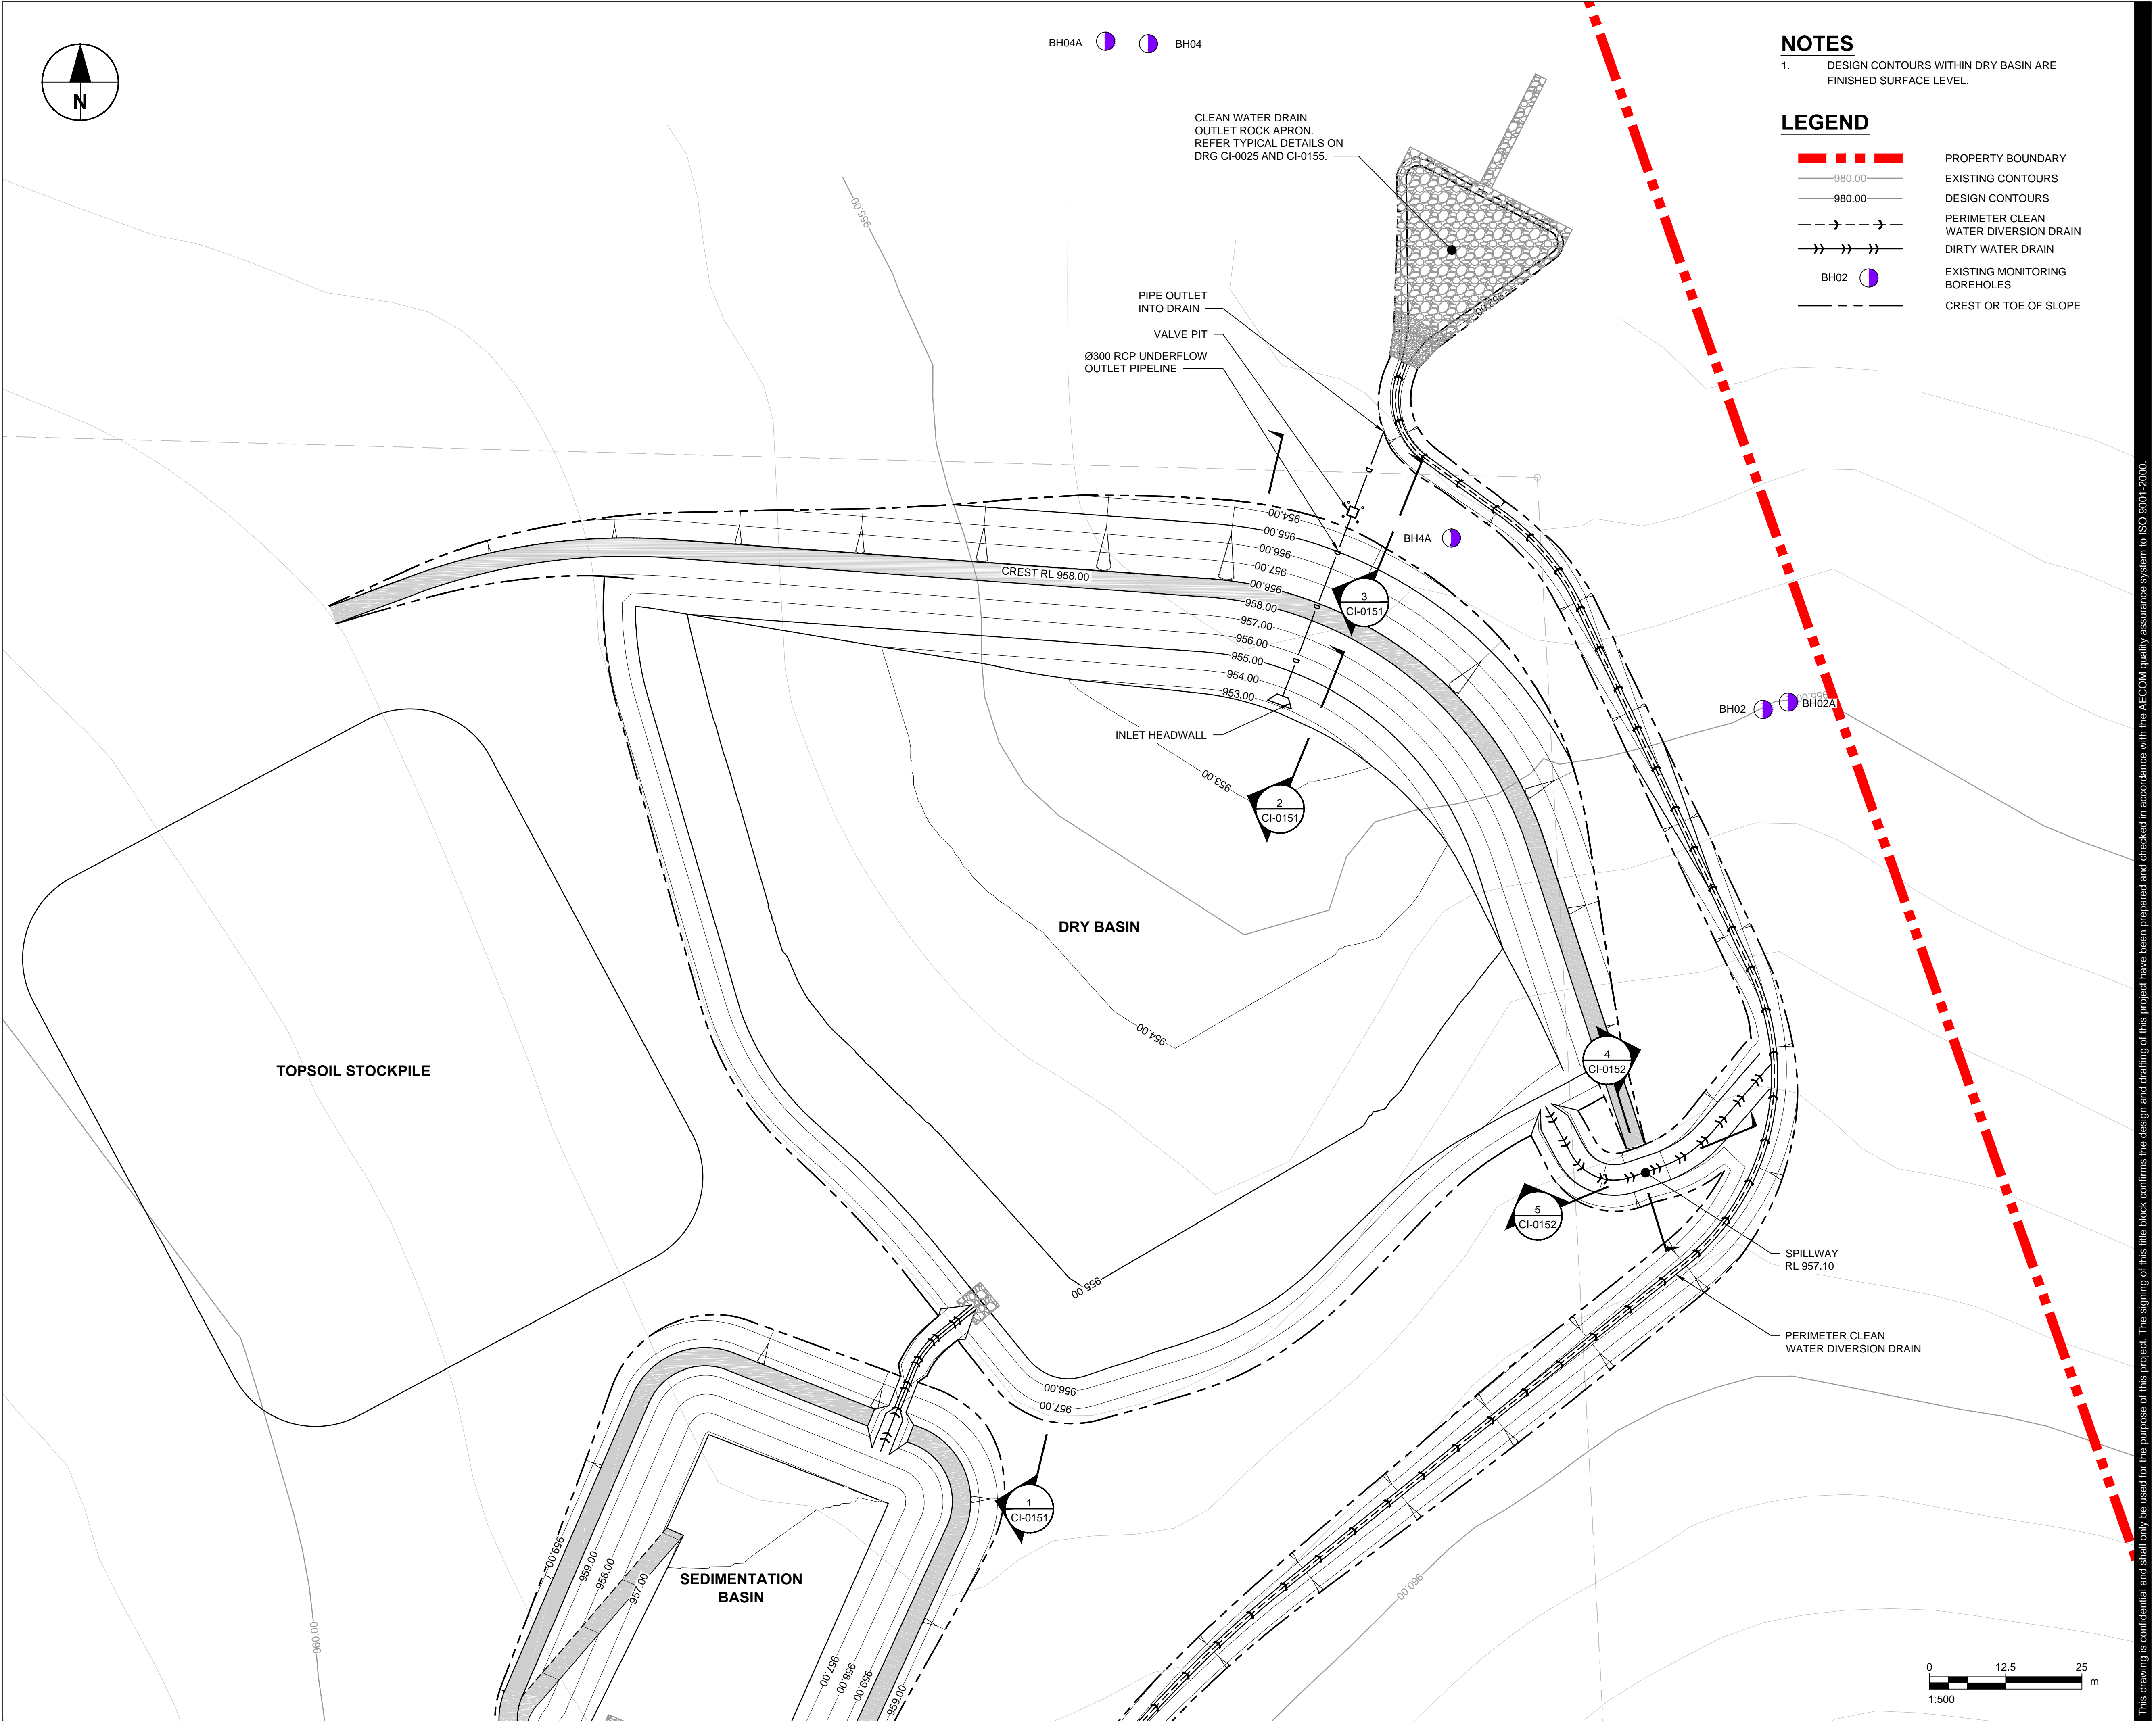 BH04A
BH04
N
NOTES
1. DESIGN CONTOURS WITHIN DRY BASIN ARE
FINISHED SURFACE LEVEL.
LEGEND
PROPERTY BOUNDARY
980.00 EXISTING CONTOURS
980.00 DESIGN CONTOURS
PERIMETER CLEAN
WATER DIVERSION DRAIN
DIRTY WATER DRAIN
BH02 EXISTING MONITORING
BOREHOLES
CREST OR TOE OF SLOPE
CLEAN WATER DRAIN
OUTLET ROCK APRON.
REFER TYPICAL DETAILS ON
DRG CI-0025 AND CI-0155.
955.00
952.00
PIPE OUTLET
INTO DRAIN
VALVE PIT
Ø300 RCP UNDERFLOW
OUTLET PIPELINE
954.00
955.00
956.00
957.00
958.00
BH4A
CREST RL 958.00
958.00
957.00
956.00
955.00
954.00
953.00
3
CI-0151
INLET HEADWALL
BH02
955.00
BH02A
953.00
2
CI-0151
DRY BASIN
954.00
TOPSOIL STOCKPILE
4
CI-0152
5
CI-0152
SPILLWAY
RL 957.10
955.00
PERIMETER CLEAN
WATER DIVERSION DRAIN
956.00
957.00
1
CI-0151
959.00
959.00
958.00
957.00
SEDIMENTATION
BASIN
960.00
960.00
957.00
958.00
959.00
959.00
0 12.5 25
m
1:500
This drawing is confidential and shall only be used for the purpose of this project. The signing of this title block confirms the design and drafting of this project have been prepared and checked in accordance with the AECOM quality assurance system to ISO 9001-2000.